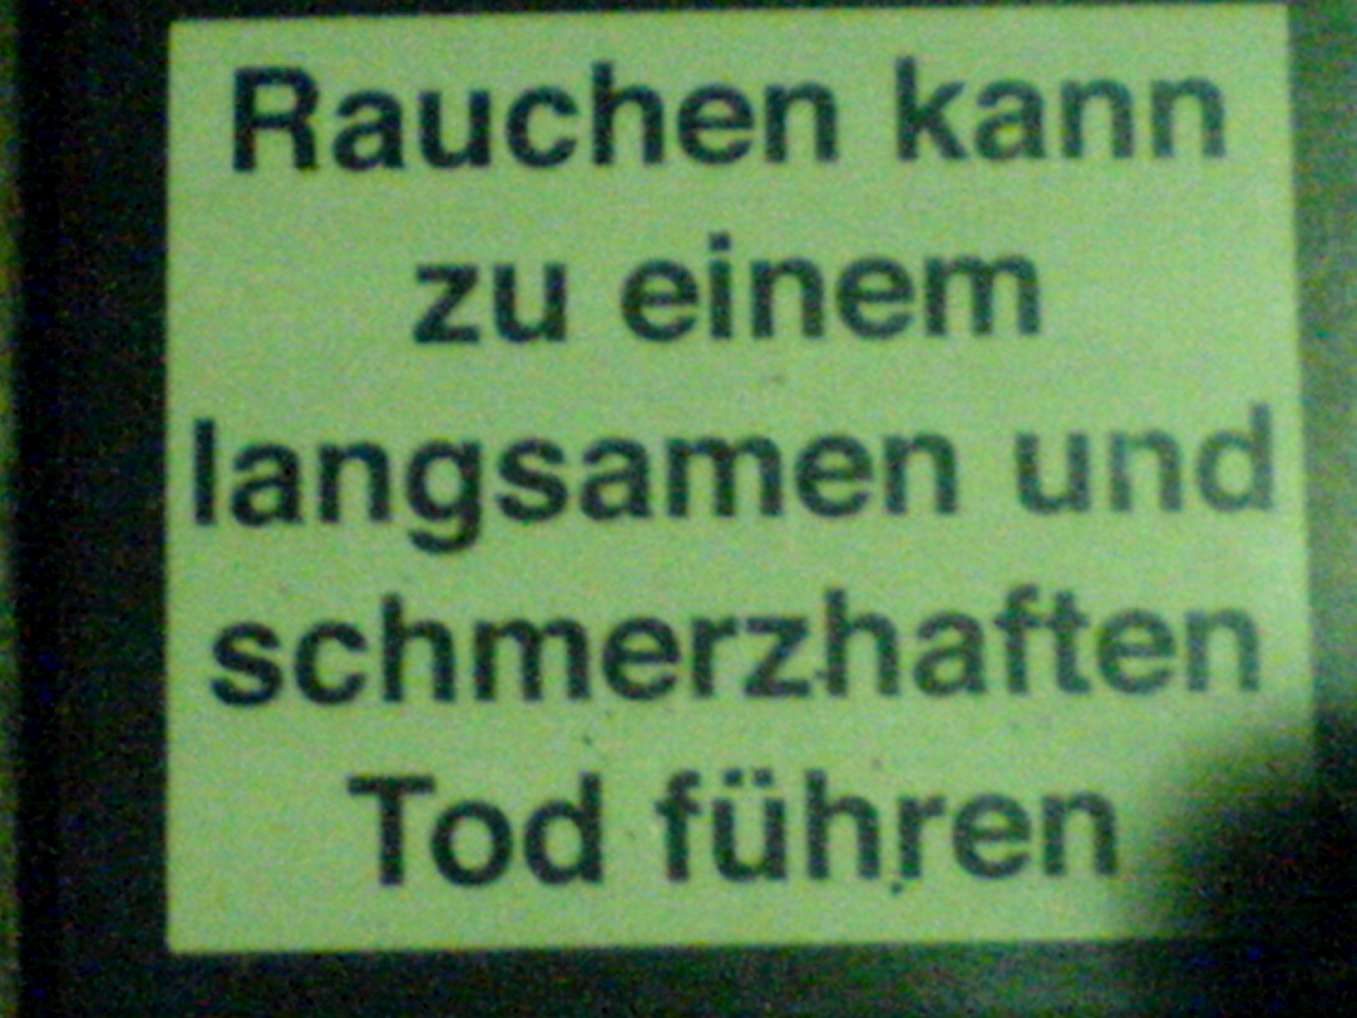 Rauchen kann
zu einem
langsamen und
schmerzhaften
Tod führen